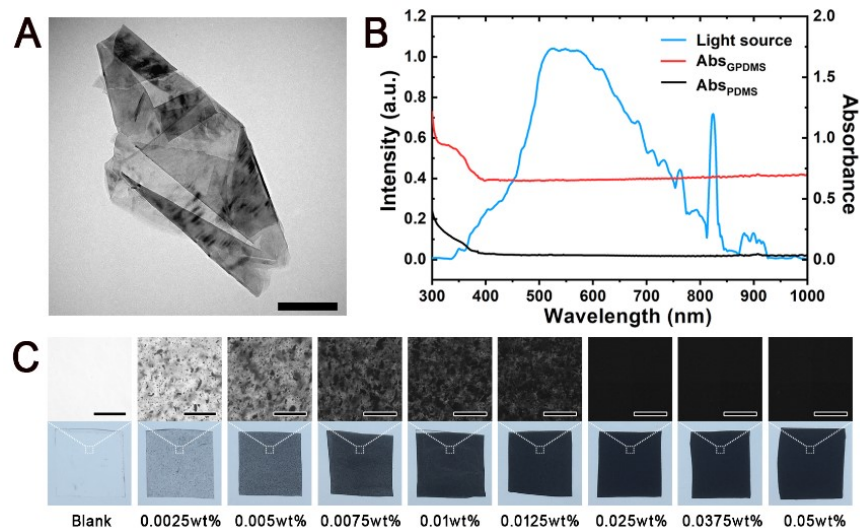 A
B
1.2
1.0
0.8
0.6
0.4
0.2
0.0
Intensity (a.u.)
Light source
Abs_GPDMS
Abs_PDMS
2.0
1.5
1.0
0.5
0.0
Absorbance
300 400 500 600 700 800 900 1000
Wavelength (nm)
C
Blank 0.0025wt% 0.005wt% 0.0075wt% 0.01wt% 0.0125wt% 0.025wt% 0.0375wt% 0.05wt%